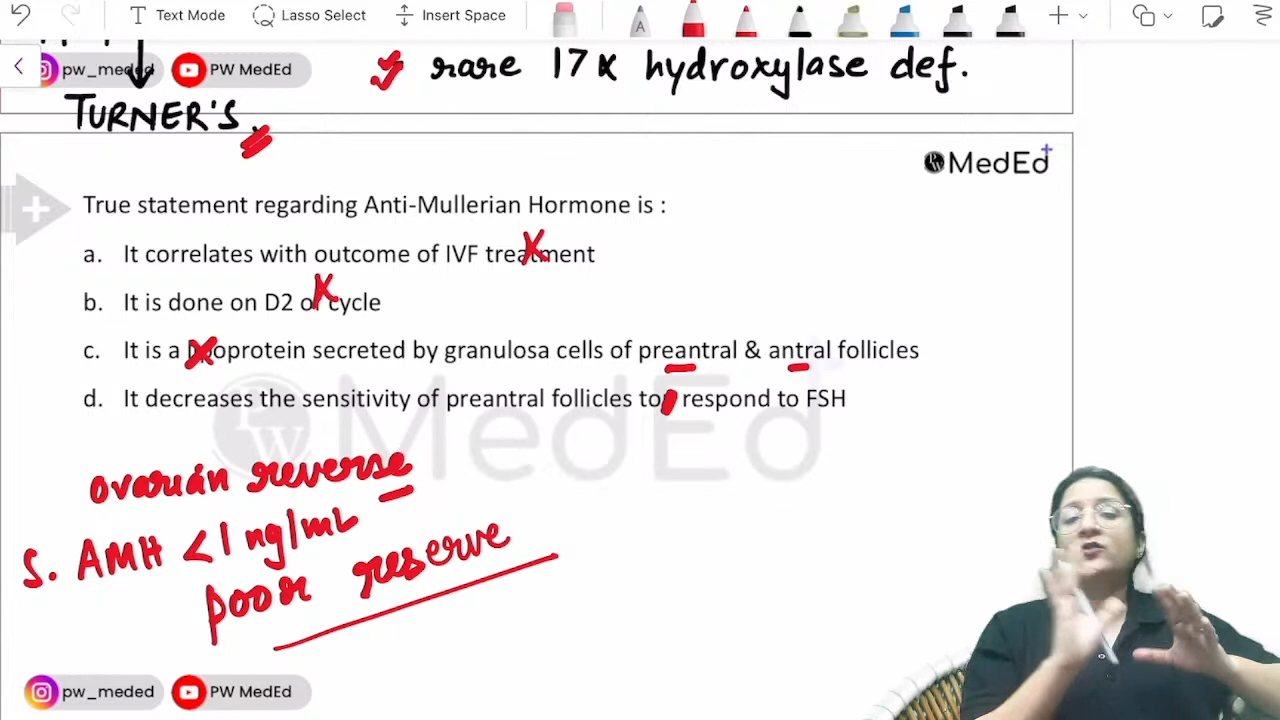 Text Mode
Lasso Select
Insert Space
pw_meded
PW MedEd
rare 17α hydroxylase def.
TURNER'S
MedEd
True statement regarding Anti-Mullerian Hormone is :
a. It correlates with outcome of IVF treatment
b. It is done on D2 of cycle
c. It is a lipoprotein secreted by granulosa cells of preantral & antral follicles
d. It decreases the sensitivity of preantral follicles to respond to FSH
MedEd
ovarian reverse
S. AMH < 1 ng/mL
poor reserve
pw_meded
PW MedEd